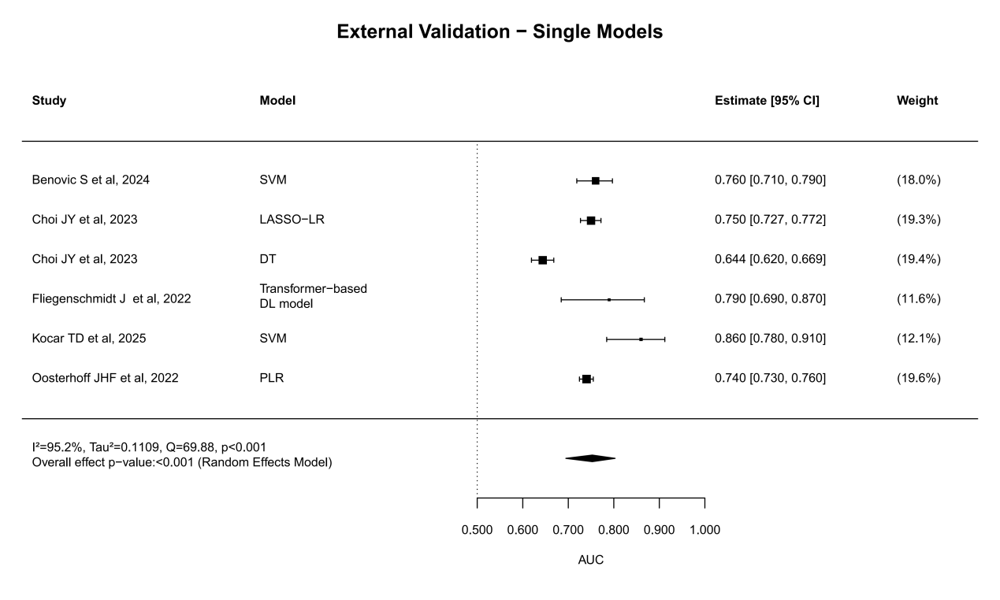 External Validation − Single Models
Study Model Estimate [95% CI] Weight
Benovic S et al, 2024 SVM 0.760 [0.710, 0.790] (18.0%)
Choi JY et al, 2023 LASSO−LR 0.750 [0.727, 0.772] (19.3%)
Choi JY et al, 2023 DT 0.644 [0.620, 0.669] (19.4%)
Transformer−based
Fliegenschmidt J  et al, 2022 0.790 [0.690, 0.870] (11.6%)
DL model
Kocar TD et al, 2025 SVM 0.860 [0.780, 0.910] (12.1%)
Oosterhoff JHF et al, 2022 PLR 0.740 [0.730, 0.760] (19.6%)
I²=95.2%, Tau²=0.1109, Q=69.88, p<0.001
Overall effect p−value:<0.001 (Random Effects Model)
0.500 0.600 0.700 0.800 0.900 1.000
AUC